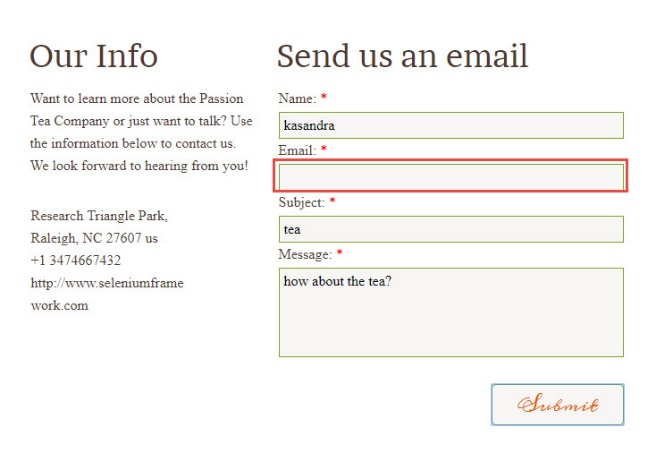 Our Info
Want to learn more about the Passion
Tea Company or just want to talk? Use
the information below to contact us.
We look forward to hearing from you!
Research Triangle Park,
Raleigh, NC 27607 us
+1 3474667432
http://www.seleniumframe
work.com
Send us an email
Name: *
kasandra
Email: *
Subject: *
tea
Message: *
how about the tea?
Submit